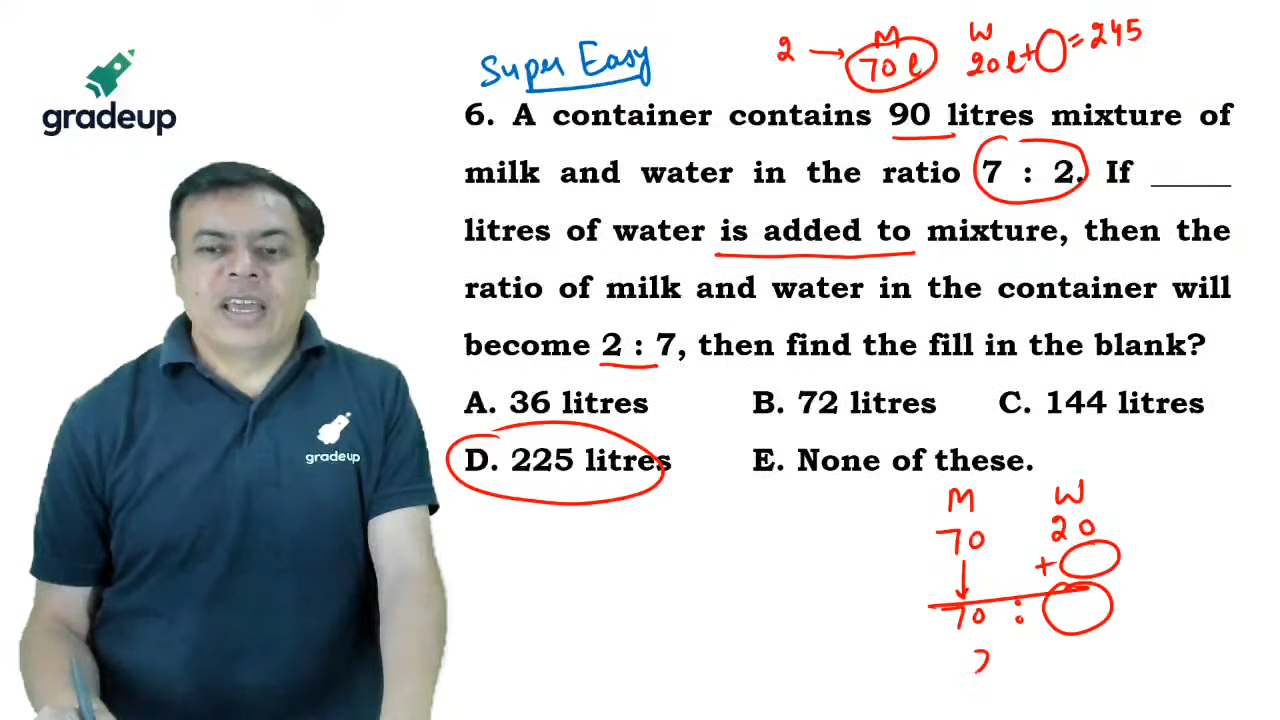 gradeup
Super Easy
M W
2 → 70 l 20 l + = 245
6. A container contains 90 litres mixture of
milk and water in the ratio 7 : 2. If _____
litres of water is added to mixture, then the
ratio of milk and water in the container will
become 2 : 7, then find the fill in the blank?
A. 36 litres B. 72 litres C. 144 litres
D. 225 litres E. None of these.
gradeup
M W
70 20
+
70 :